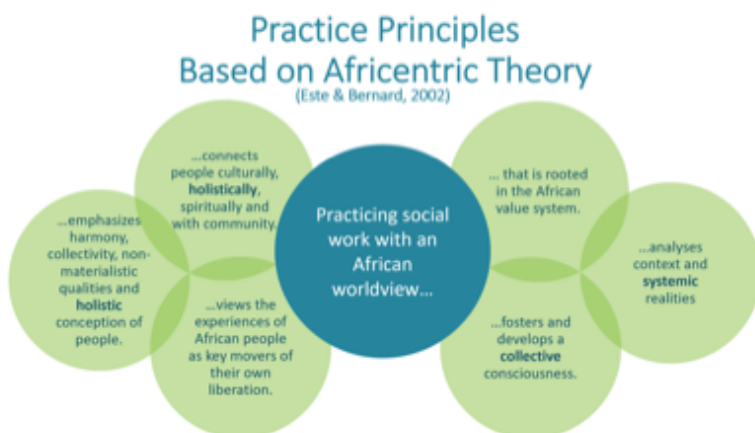 Practice Principles
Based on Africentric Theory
(Este & Bernard, 2002)
...connects
people culturally,
holistically,
spiritually and
with community.
...emphasizes
harmony,
collectivity, non-
materialistic
qualities and
holistic
conception of
people.
...views the
experiences of
African people
as key movers of
their own
liberation.
Practicing social
work with an
African
worldview...
... that is rooted
in the African
value system.
...analyses
context and
systemic
realities
...fosters and
develops a
collective
consciousness.